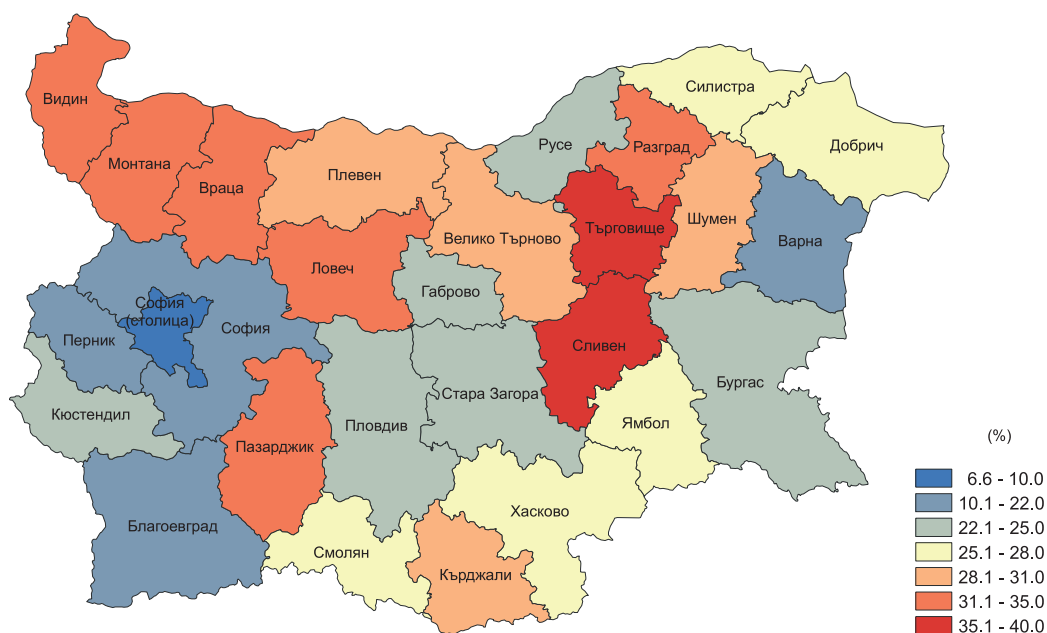 Видин
Монтана
Враца
Плевен
Ловеч
Велико Търново
Габрово
Русе
Силистра
Добрич
Разград
Търговище
Шумен
Варна
София
(столица)
София
Перник
Кюстендил
Благоевград
Пазарджик
Пловдив
Стара Загора
Сливен
Бургас
Ямбол
Хасково
Смолян
Кърджали
(%)
6.6 - 10.0
10.1 - 22.0
22.1 - 25.0
25.1 - 28.0
28.1 - 31.0
31.1 - 35.0
35.1 - 40.0